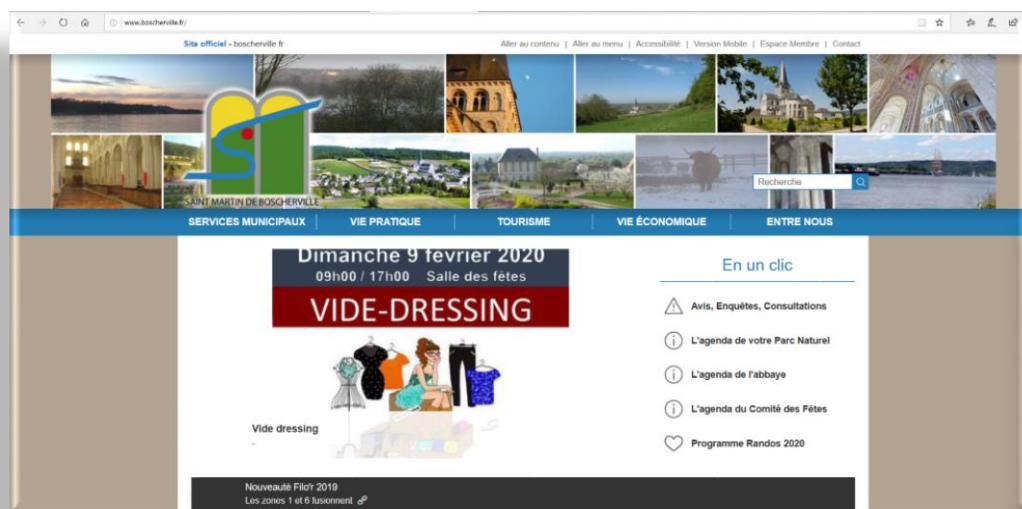 www.boscherville.fr/
Site officiel - boscherville.fr
Aller au contenu | Aller au menu | Accessibilité | Version Mobile | Espace Membre | Contact
SAINT MARTIN DE BOSCHERVILLE
Recherche
SERVICES MUNICIPAUX
VIE PRATIQUE
TOURISME
VIE ÉCONOMIQUE
ENTRE NOUS
Dimanche 9 février 2020
09h00 / 17h00 Salle des fêtes
VIDE-DRESSING
Vide dressing
-
En un clic
Avis, Enquêtes, Consultations
L'agenda de votre Parc Naturel
L'agenda de l'abbaye
L'agenda du Comité des Fêtes
Programme Randos 2020
Nouveauté Filo'r 2019
Les zones 1 et 6 fusionnent